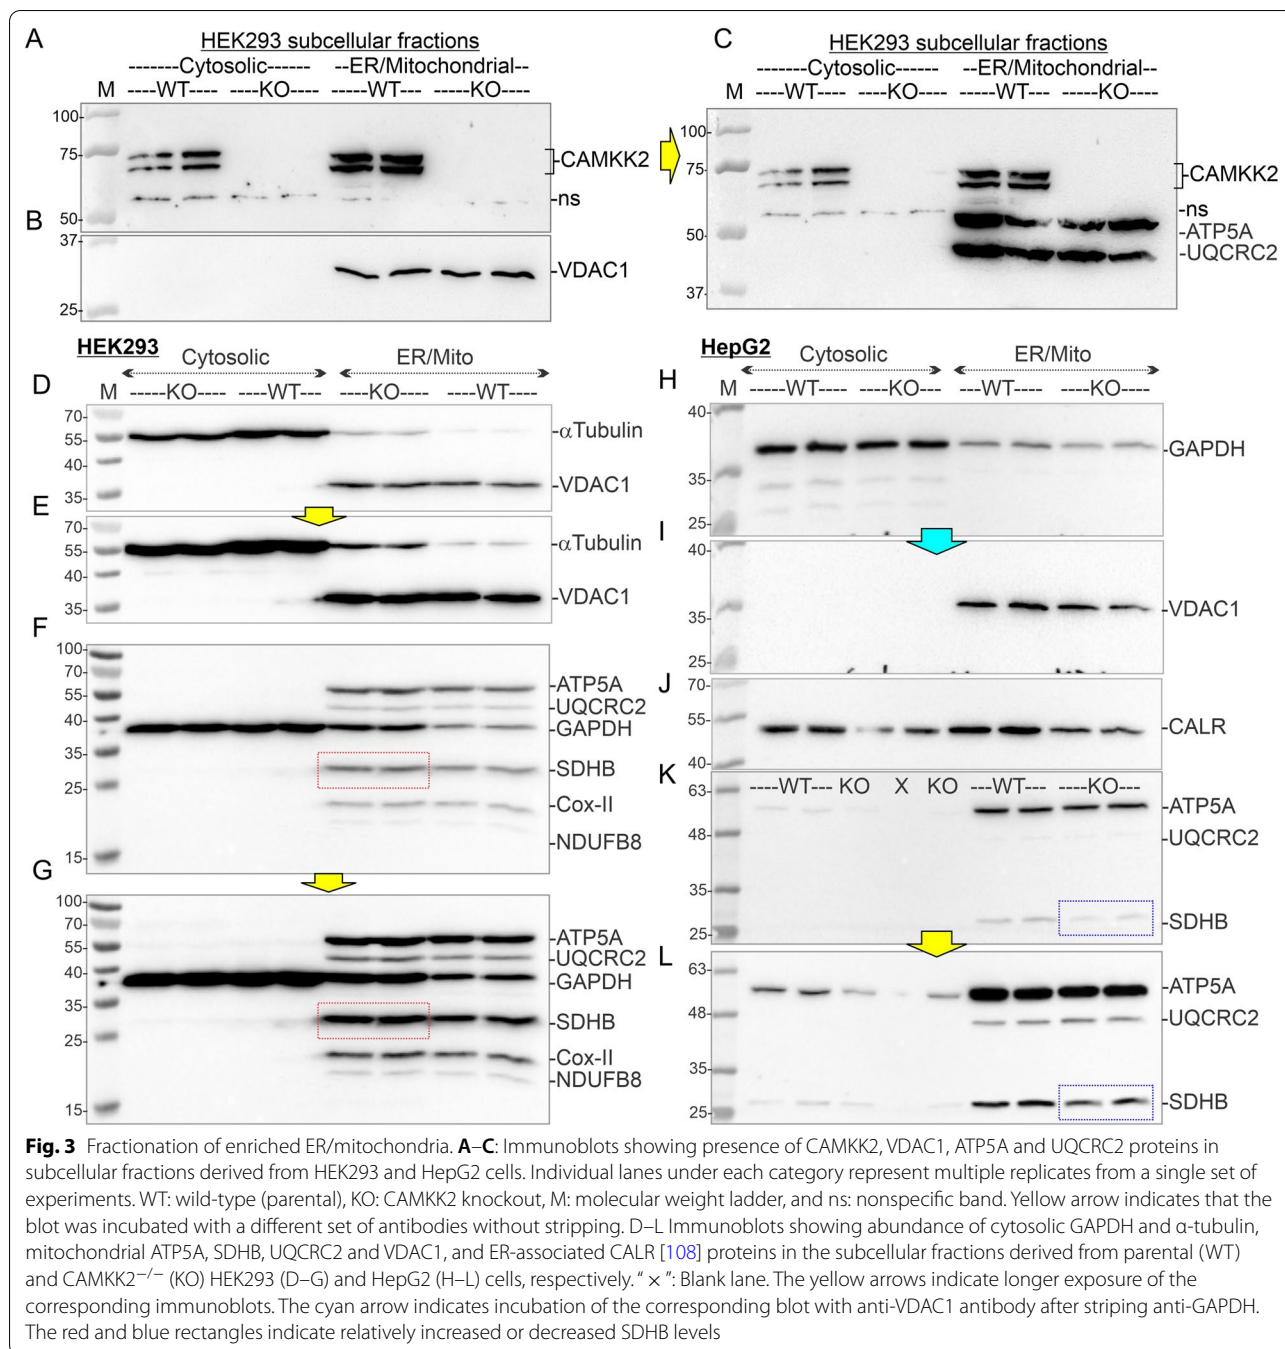 A
HEK293 subcellular fractions
-------Cytosolic------ --ER/Mitochondrial--
M ----WT---- ----KO---- -----WT--- -----KO----
100-
75-
-CAMKK2
-ns
50-
B
37-
-VDAC1
25-
C
HEK293 subcellular fractions
-------Cytosolic------ --ER/Mitochondrial--
M ----WT---- ----KO---- -----WT--- -----KO----
100-
75-
-CAMKK2
-ns
50-
-ATP5A
-UQCRC2
37-
HEK293
Cytosolic ER/Mito
D
M -----KO---- ----WT--- ----KO---- ----WT----
70-
55-
-αTubulin
40-
-VDAC1
35-
E
70-
55-
-αTubulin
40-
-VDAC1
35-
F
100-
70-
-ATP5A
55-
-UQCRC2
40-
-GAPDH
35-
-SDHB
25-
Cox-II
-NDUFB8
15-
G
100-
70-
-ATP5A
55-
-UQCRC2
40-
-GAPDH
35-
-SDHB
25-
-Cox-II
-NDUFB8
15-
HepG2
Cytosolic ER/Mito
H
M -----WT---- ----KO---- ---WT---- ----KO----
40-
-GAPDH
35-
25-
I
40-
-VDAC1
35-
25-
J
70-
55-
-CALR
40-
K
----WT--- KO X KO ---WT--- ----KO---
63-
-ATP5A
48-
-UQCRC2
35-
-SDHB
25-
L
63-
-ATP5A
48-
-UQCRC2
35-
-SDHB
25-
Fig. 3 Fractionation of enriched ER/mitochondria. A–C: Immunoblots showing presence of CAMKK2, VDAC1, ATP5A and UQCRC2 proteins in
subcellular fractions derived from HEK293 and HepG2 cells. Individual lanes under each category represent multiple replicates from a single set of
experiments. WT: wild-type (parental), KO: CAMKK2 knockout, M: molecular weight ladder, and ns: nonspecific band. Yellow arrow indicates that the
blot was incubated with a different set of antibodies without stripping. D–L Immunoblots showing abundance of cytosolic GAPDH and α-tubulin,
mitochondrial ATP5A, SDHB, UQCRC2 and VDAC1, and ER-associated CALR [108] proteins in the subcellular fractions derived from parental (WT)
and CAMKK2−/− (KO) HEK293 (D–G) and HepG2 (H–L) cells, respectively. “ × ”: Blank lane. The yellow arrows indicate longer exposure of the
corresponding immunoblots. The cyan arrow indicates incubation of the corresponding blot with anti-VDAC1 antibody after striping anti-GAPDH.
The red and blue rectangles indicate relatively increased or decreased SDHB levels